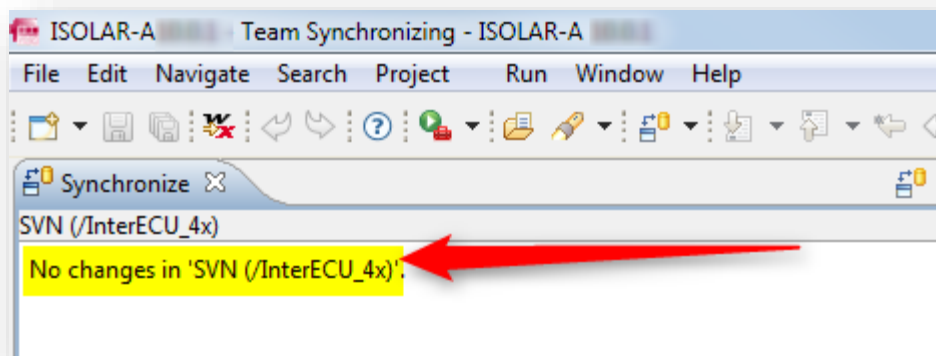 ISOLAR-A - Team Synchronizing - ISOLAR-A
File Edit Navigate Search Project Run Window Help
Synchronize
SVN (/InterECU_4x)
No changes in 'SVN (/InterECU_4x)'.